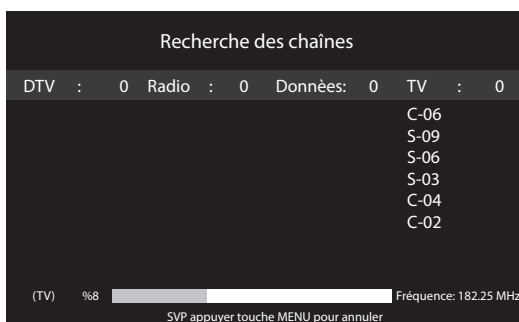 Recherche des chaînes
DTV : 0 Radio : 0 Donnèes: 0 TV : 0
C-06
S-09
S-06
S-03
C-04
C-02
(TV) %8 Fréquence: 182.25 MHz
SVP appuyer touche MENU pour annuler